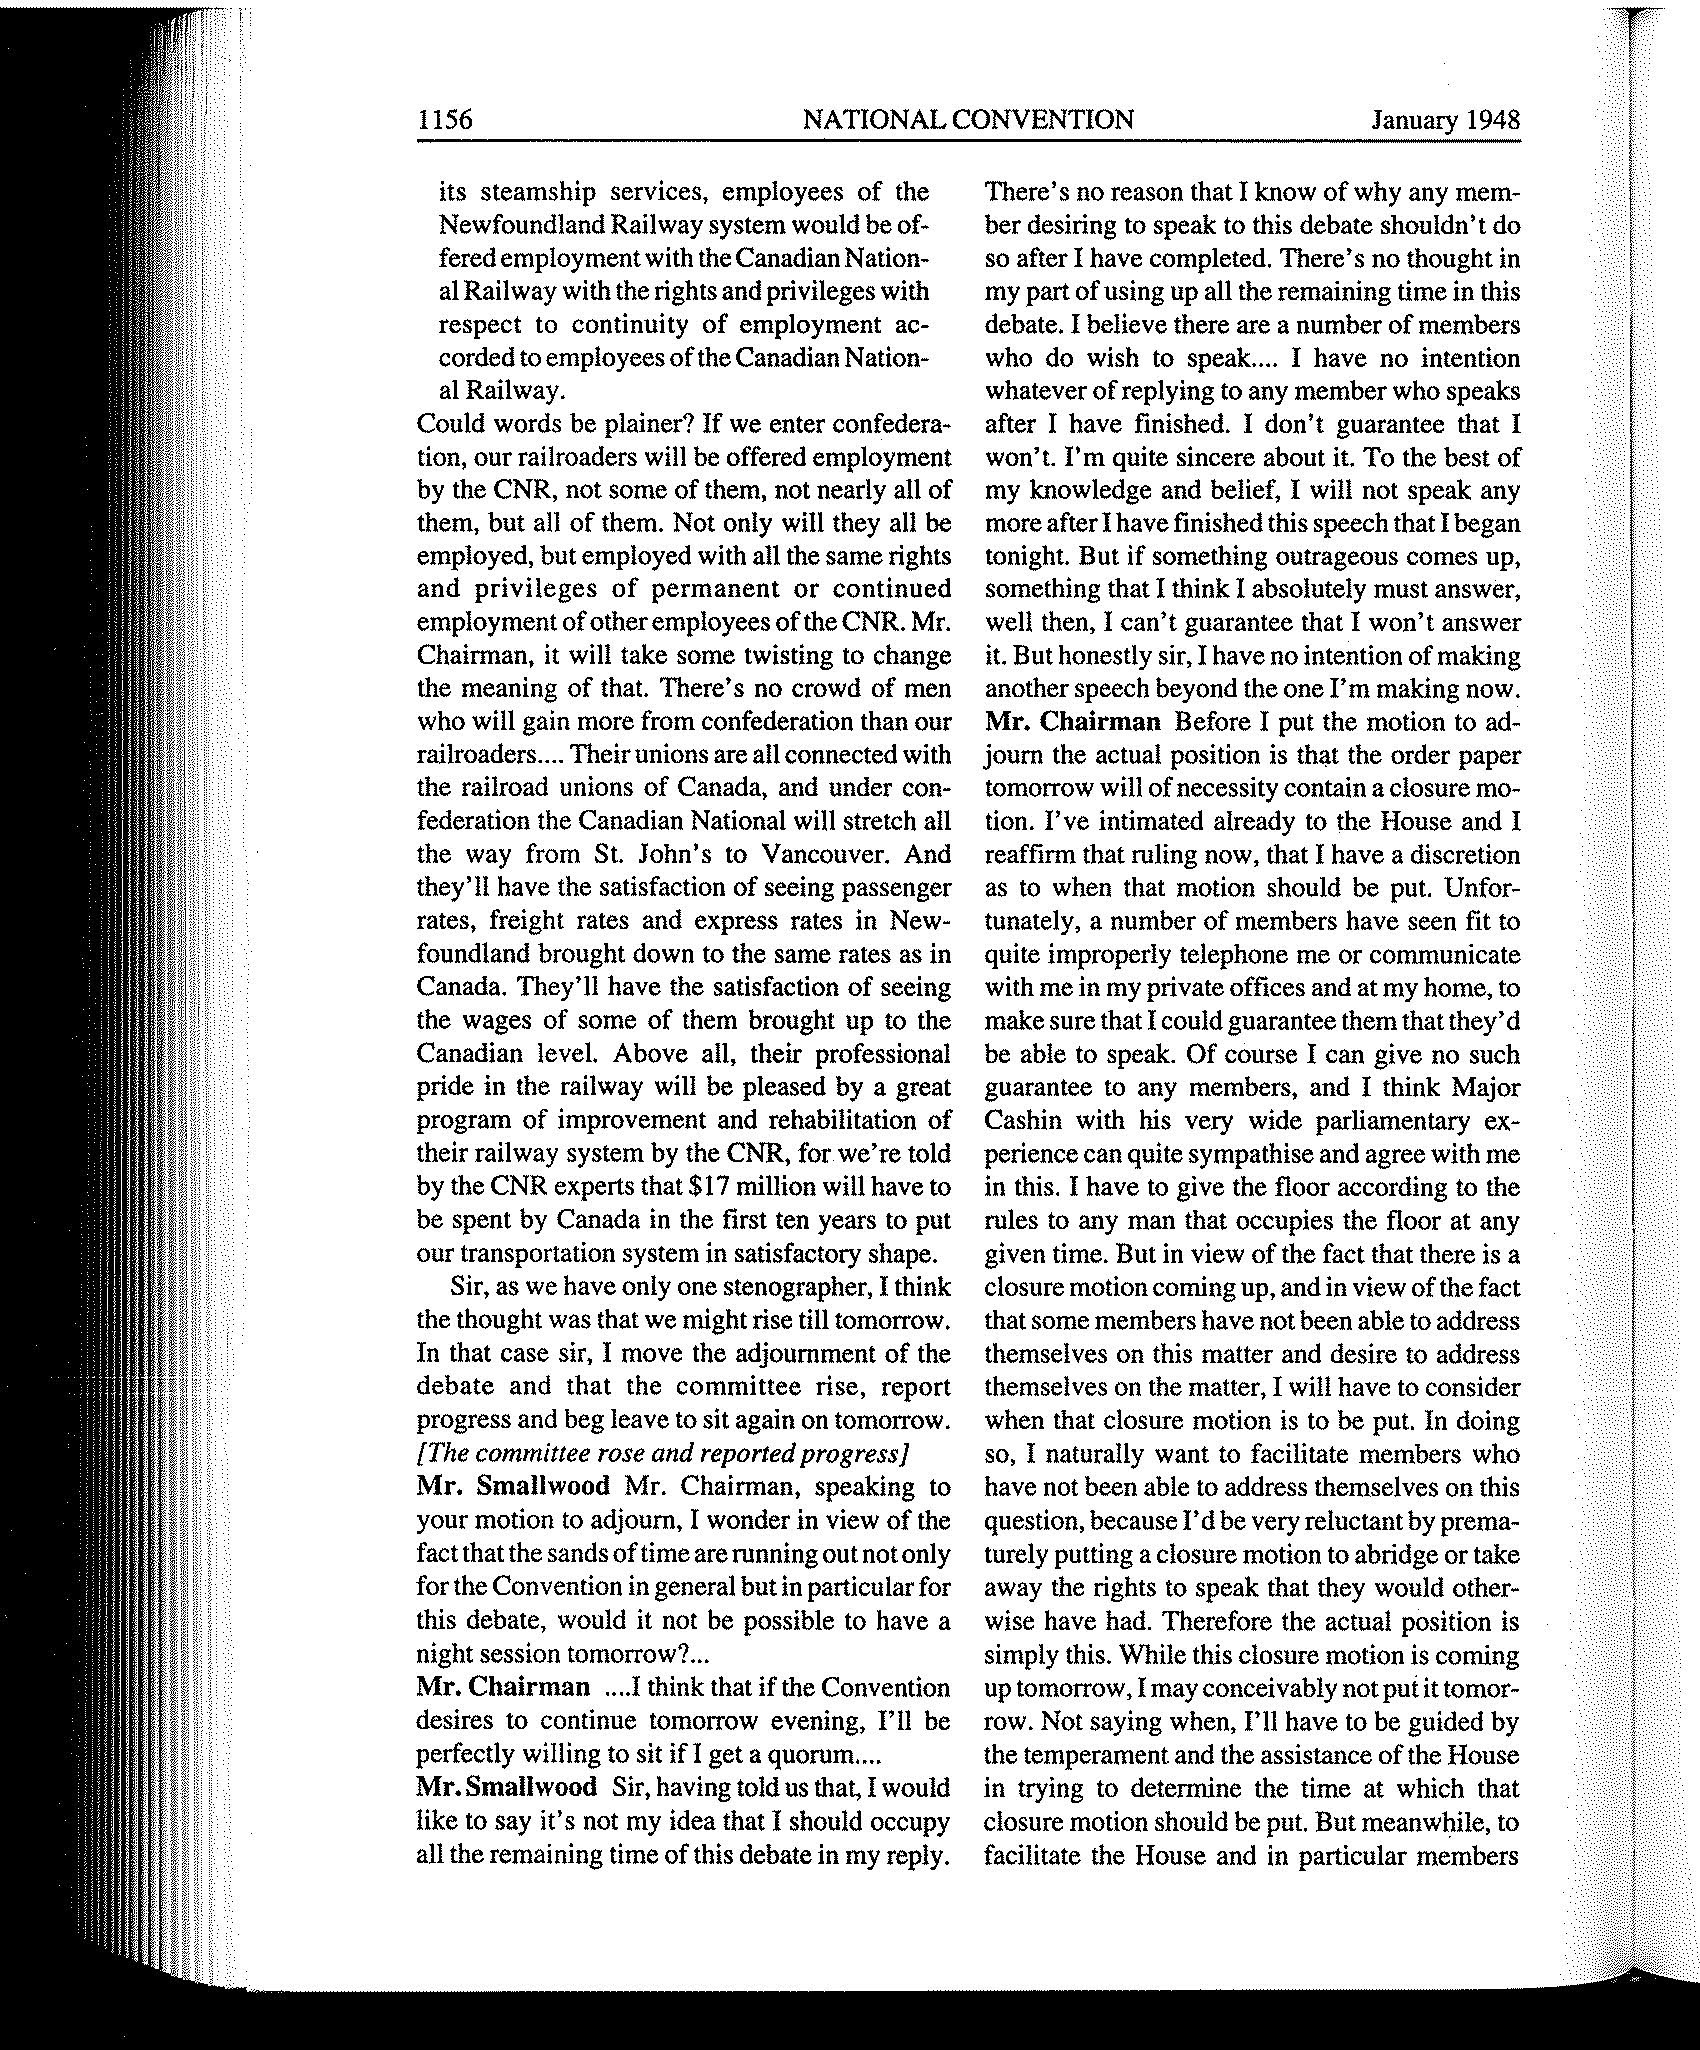 1156 NATIONAL CONVENTION January 1948
its steamship services, employees of the
Newfoundland Railway system would be of-
fered employment with the Canadian Nation-
al Railway with the rights and privileges with
respect to continuity of employment ac-
corded to employees of the Canadian Nation-
al Railway.
Could words be plainer? If we enter confedera-
tion, our railroaders will be offered employment
by the CNR, not some of them, not nearly all of
them, but all of them. Not only will they all be
employed, but employed with all the same rights
and privileges of permanent or continued
employment of other employees of the CNR. Mr.
Chairman, it will take some twisting to change
the meaning of that. There's no crowd of men
who will gain more from confederation than our
railroaders.... Their unions are all connected with
the railroad unions of Canada, and under con-
federation the Canadian National will stretch all
the way from St. John's to Vancouver. And
they'll have the satisfaction of seeing passenger
rates, freight rates and express rates in New-
foundland brought down to the same rates as in
Canada. They'll have the satisfaction of seeing
the wages of some of them brought up to the
Canadian level. Above all, their professional
pride in the railway will be pleased by a great
program of improvement and rehabilitation of
their railway system by the CNR, for we're told
by the CNR experts that $17 million will have to
be spent by Canada in the first ten years to put
our transportation system in satisfactory shape.
Sir, as we have only one stenographer, I think
the thought was that we might rise till tomorrow.
In that case sir, I move the adjournment of the
debate and that the committee rise, report
progress and beg leave to sit again on tomorrow.
[The committee rose and reported progress]
Mr. Smallwood Mr. Chairman, speaking to
your motion to adjourn, I wonder in view of the
fact that the sands of time are running out not only
for the Convention in general but in particular for
this debate, would it not be possible to have a
night session tomorrow?...
Mr. Chairman ....I think that if the Convention
desires to continue tomorrow evening, I'll be
perfectly willing to sit if I get a quorum....
Mr. Smallwood Sir, having told us that, I would
like to say it's not my idea that I should occupy
all the remaining time of this debate in my reply.
There's no reason that I know of why any mem-
ber desiring to speak to this debate shouldn't do
so after I have completed. There's no thought in
my part of using up all the remaining time in this
debate. I believe there are a number of members
who do wish to speak.... I have no intention
whatever of replying to any member who speaks
after I have finished. I don't guarantee that I
won't. I'm quite sincere about it. To the best of
my knowledge and belief, I will not speak any
more after I have finished this speech that I began
tonight. But if something outrageous comes up,
something that I think I absolutely must answer,
well then, I can't guarantee that I won't answer
it. But honestly sir, I have no intention of making
another speech beyond the one I'm making now.
Mr. Chairman Before I put the motion to ad-
journ the actual position is that the order paper
tomorrow will of necessity contain a closure mo-
tion. I've intimated already to the House and I
reaffirm that ruling now, that I have a discretion
as to when that motion should be put. Unfor-
tunately, a number of members have seen fit to
quite improperly telephone me or communicate
with me in my private offices and at my home, to
make sure that I could guarantee them that they'd
be able to speak. Of course I can give no such
guarantee to any members, and I think Major
Cashin with his very wide parliamentary ex-
perience can quite sympathise and agree with me
in this. I have to give the floor according to the
rules to any man that occupies the floor at any
given time. But in view of the fact that there is a
closure motion coming up, and in view of the fact
that some members have not been able to address
themselves on this matter and desire to address
themselves on the matter, I will have to consider
when that closure motion is to be put. In doing
so, I naturally want to facilitate members who
have not been able to address themselves on this
question, because I'd be very reluctant by prema-
turely putting a closure motion to abridge or take
away the rights to speak that they would other-
wise have had. Therefore the actual position is
simply this. While this closure motion is coming
up tomorrow, I may conceivably not put it tomor-
row. Not saying when, I'll have to be guided by
the temperament and the assistance of the House
in trying to determine the time at which that
closure motion should be put. But meanwhile, to
facilitate the House and in particular members